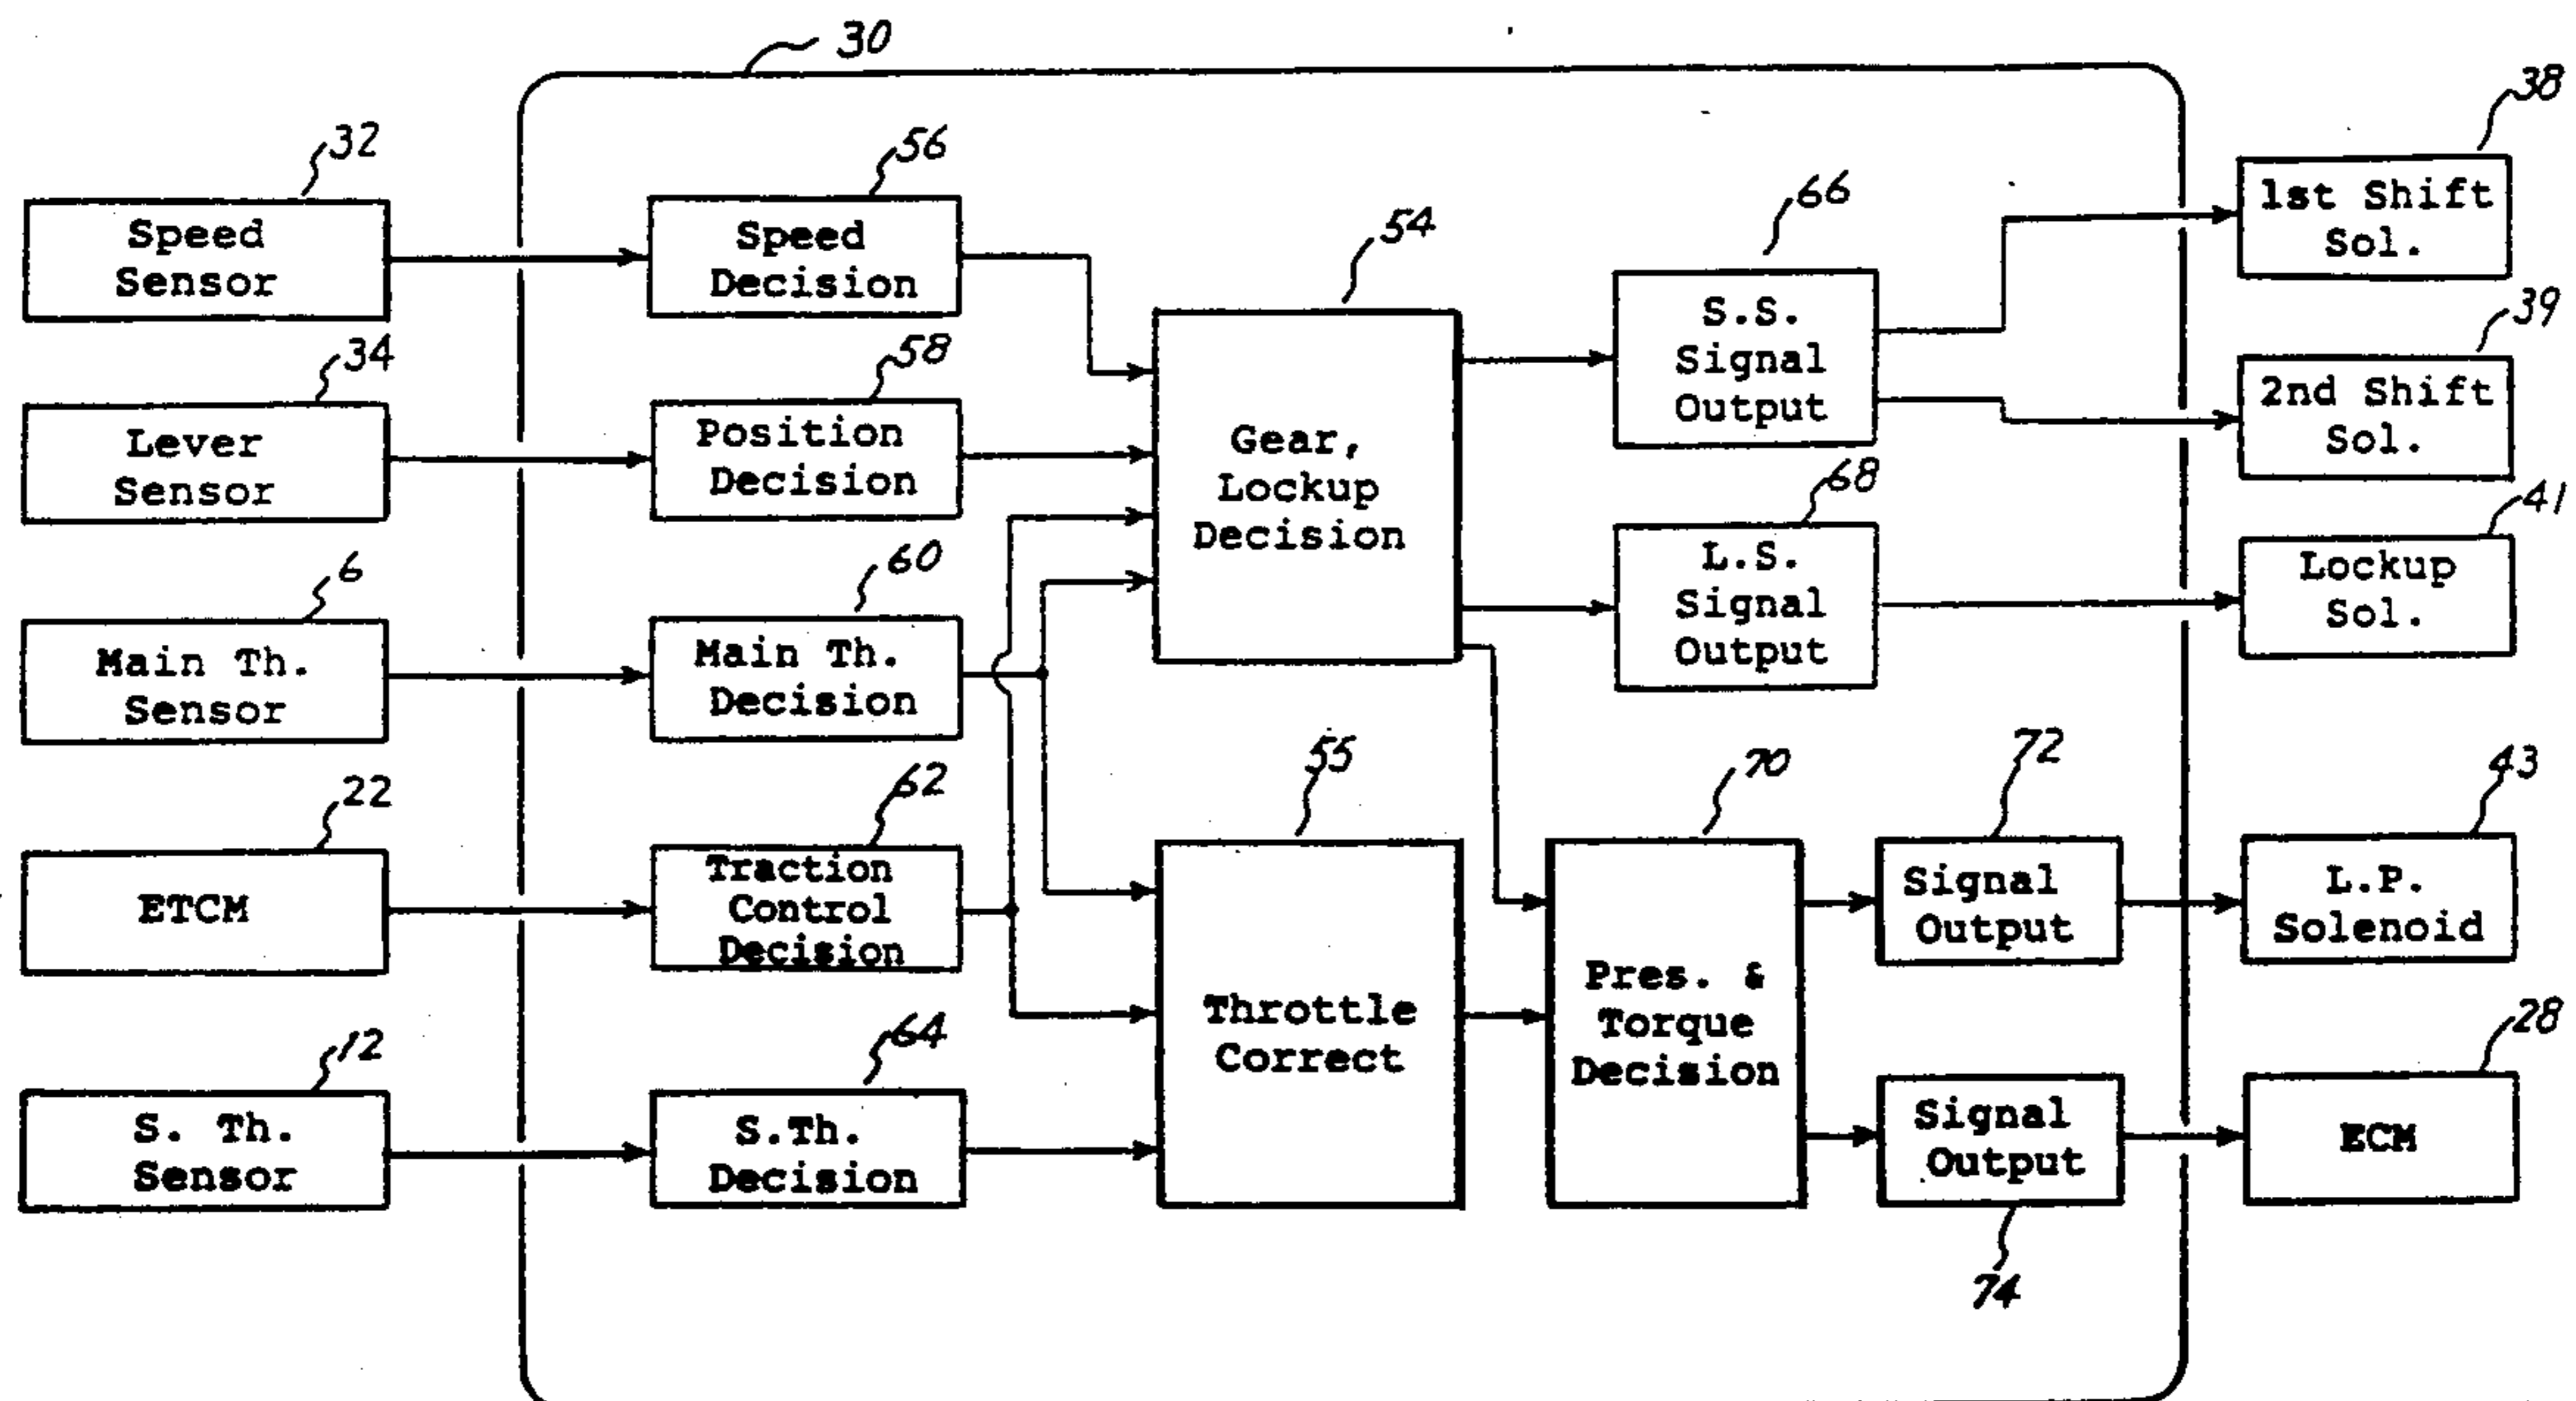 30
32
Speed
Sensor
34
Lever
Sensor
6
Main Th.
Sensor
22
ETCM
12
S. Th.
Sensor
56
Speed
Decision
58
Position
Decision
60
Main Th.
Decision
62
Traction
Control
Decision
64
S.Th.
Decision
54
Gear,
Lockup
Decision
55
Throttle
Correct
66
S.S.
Signal
Output
68
L.S.
Signal
Output
70
Pres. &
Torque
Decision
72
Signal
Output
Signal
Output
74
38
1st Shift
Sol.
39
2nd Shift
Sol.
41
Lockup
Sol.
43
L.P.
Solenoid
28
ECM